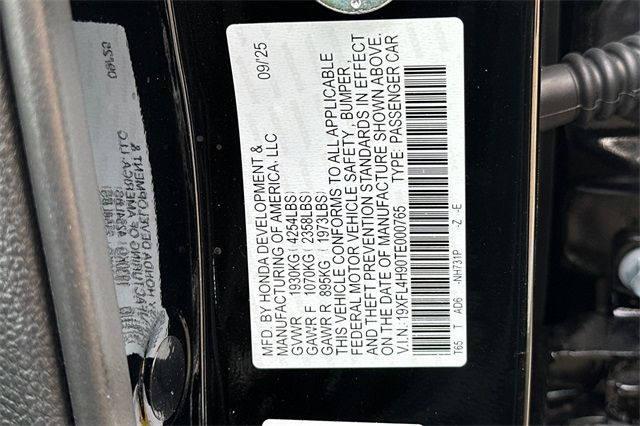 MFD. BY HONDA DEVELOPMENT & 09/25
MANUFACTURING OF AMERICA. LLC
GVWR 1930KG(4254LBS)
GAWR F 1070KG(2358LBS)
GAWR R 895KG(1973LBS)
THIS VEHICLE CONFORMS TO ALL APPLICABLE
FEDERAL MOTOR VEHICLE SAFETY, BUMPER,
AND THEFT PREVENTION STANDARDS IN EFFECT
ON THE DATE OF MANUFACTURE SHOWN ABOVE.
V.I.N.:19XFL4H90TE000765 TYPE: PASSENGER CAR
T65 T AD6 -NH731P -Z -E